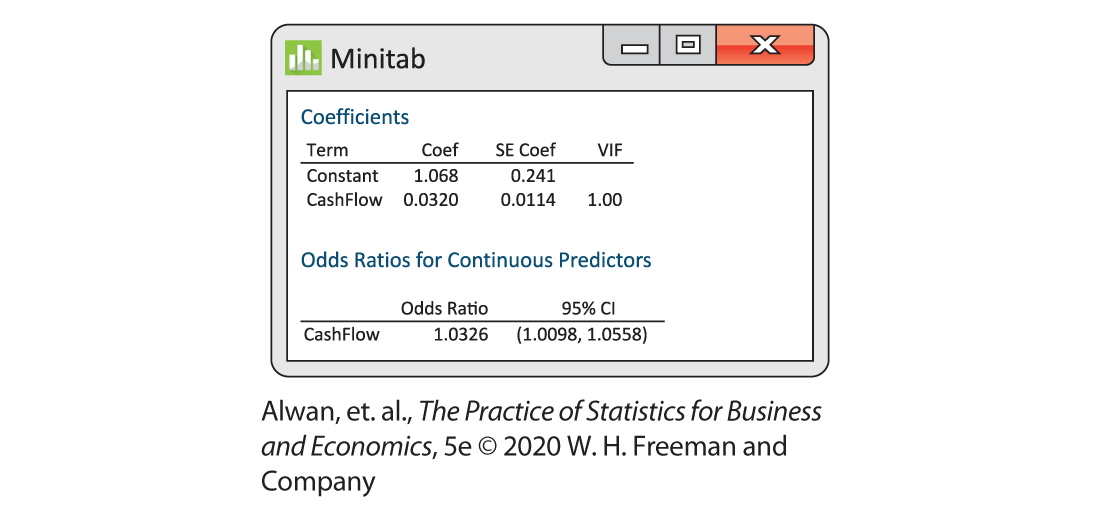 Minitab
Coefficients
Term Coef SE Coef VIF
Constant 1.068 0.241
CashFlow 0.0320 0.0114 1.00
Odds Ratios for Continuous Predictors
Odds Ratio 95% CI
CashFlow 1.0326 (1.0098, 1.0558)
Alwan, et. al., The Practice of Statistics for Business
and Economics, 5e © 2020 W. H. Freeman and
Company